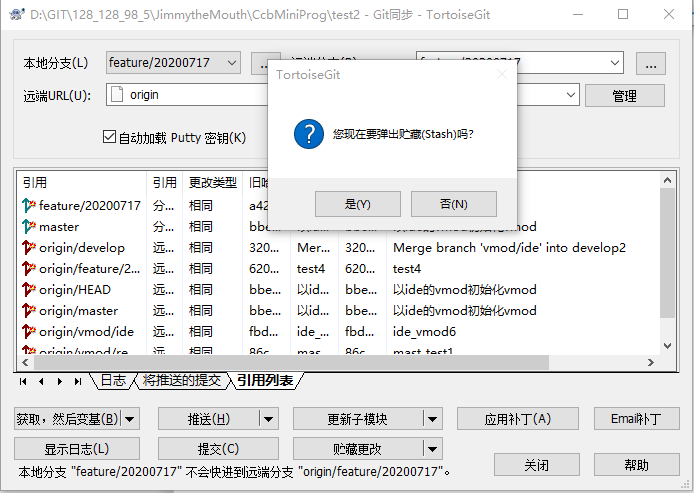 D:\GIT\128_128_98_5\JimmytheMouth\CcbMiniProg\test2 - Git同步 - TortoiseGit
本地分支(L)
feature/20200717
...
...
远端URL(U):
origin
管理
自动加载 Putty 密钥(K)
TortoiseGit
您现在要弹出贮藏(Stash)吗?
是(Y)
否(N)
引用 引用 更改类型 旧哈
feature/20200717 分... 相同 a42
master 分... 相同 bbe
origin/develop 远... 相同 320... Mer... 320... Merge branch 'vmod/ide' into develop2
origin/feature/2... 远... 相同 620... test4 620... test4
origin/HEAD 远... 相同 bbe... 以id... bbe... 以ide的vmod初始化vmod
origin/master 远... 相同 bbe... 以id... bbe... 以ide的vmod初始化vmod
origin/vmod/ide 远... 相同 fbd... ide_... fbd... ide_vmod6
origin/vmod/re 远... 相同 86c... mas... 86c... mast test1
日志 将推送的提交 引用列表
获取，然后变基(B) 推送(H) 更新子模块 应用补丁(A) Email补丁
显示日志(L) 提交(C) 贮藏更改
关闭 帮助
本地分支 "feature/20200717" 不会快进到远端分支 "origin/feature/20200717"。